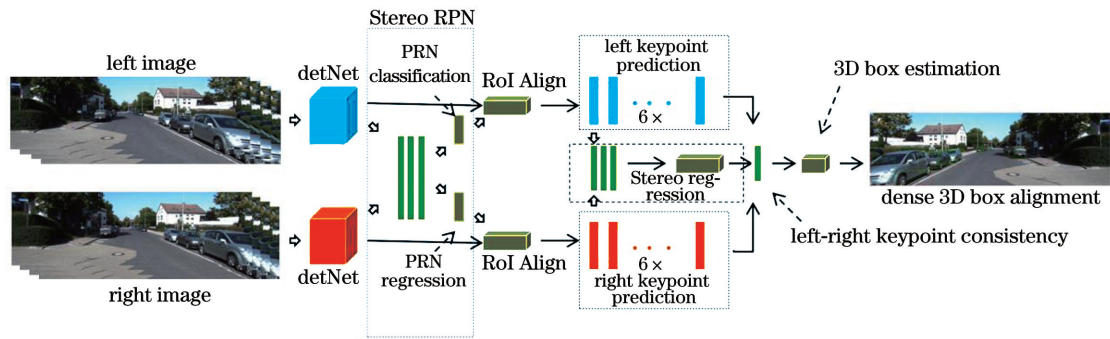 Stereo RPN
left image
detNet
PRN
classification
RoI Align
left keypoint
prediction
6 ×
3D box estimation
Stereo reg-
ression
dense 3D box alignment
left-right keypoint consistency
right image
detNet
PRN
regression
RoI Align
6 ×
right keypoint
prediction